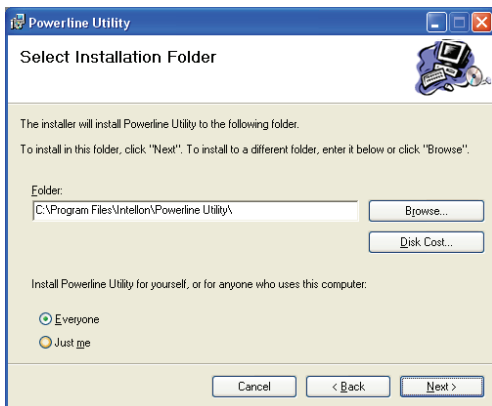 Powerline Utility
Select Installation Folder
The installer will install Powerline Utility to the following folder.
To install in this folder, click "Next". To install to a different folder, enter it below or click "Browse".
Folder:
C:\Program Files\Intellon\Powerline Utility\
Browse...
Disk Cost...
Install Powerline Utility for yourself, or for anyone who uses this computer:
Everyone
Just me
Cancel
< Back
Next >